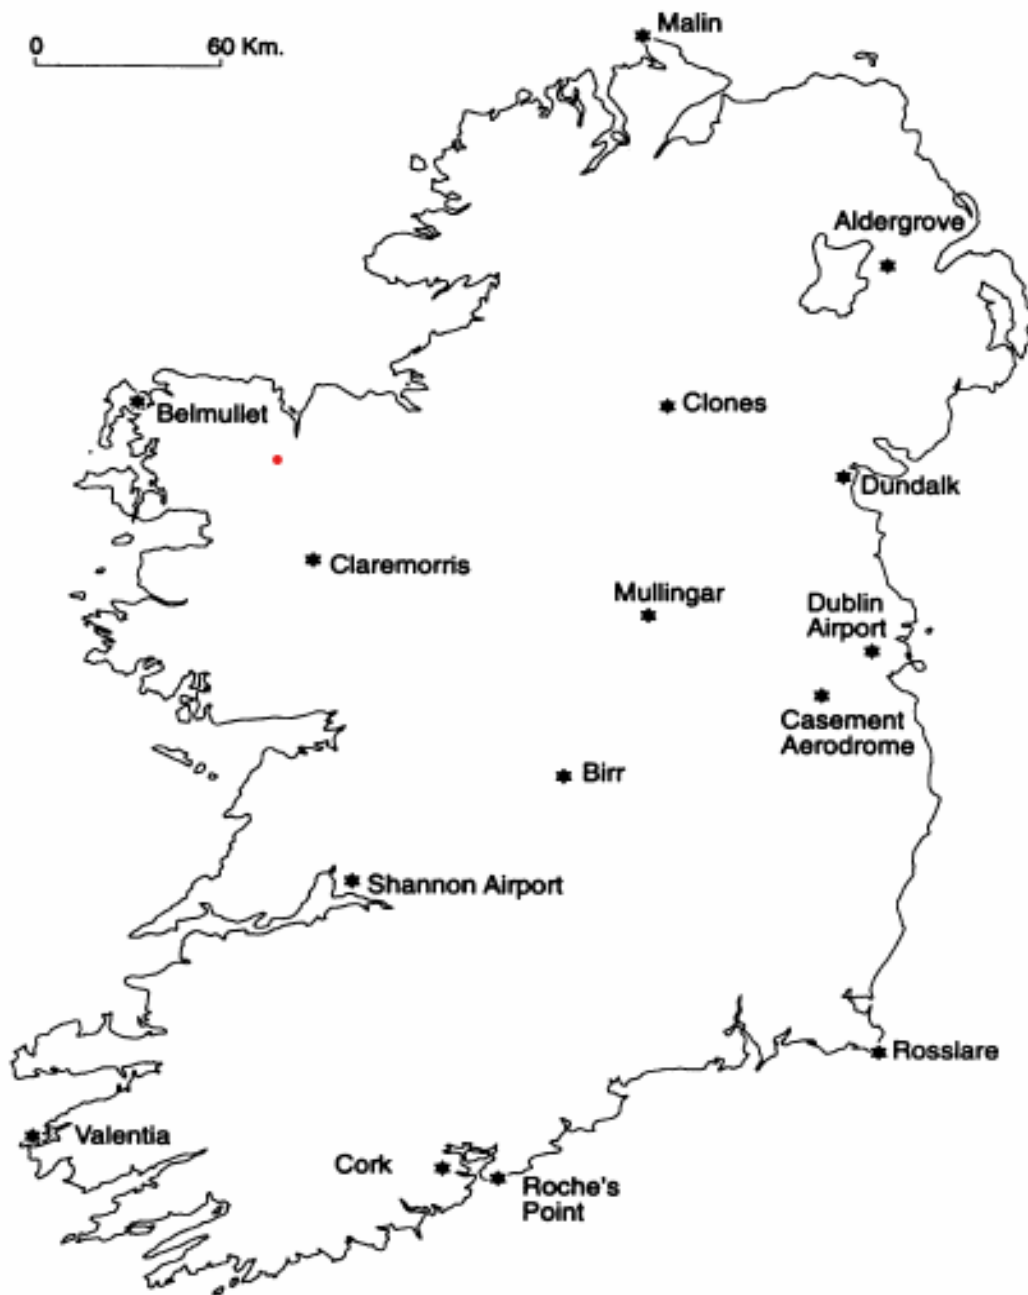 0 60 Km.
Malin
Aldergrove
Belmullet
Clones
Dundalk
Claremorris
Mullingar
Dublin
Airport
Casement
Aerodrome
Birr
Shannon Airport
Rosslare
Valentia
Cork
Roche's
Point